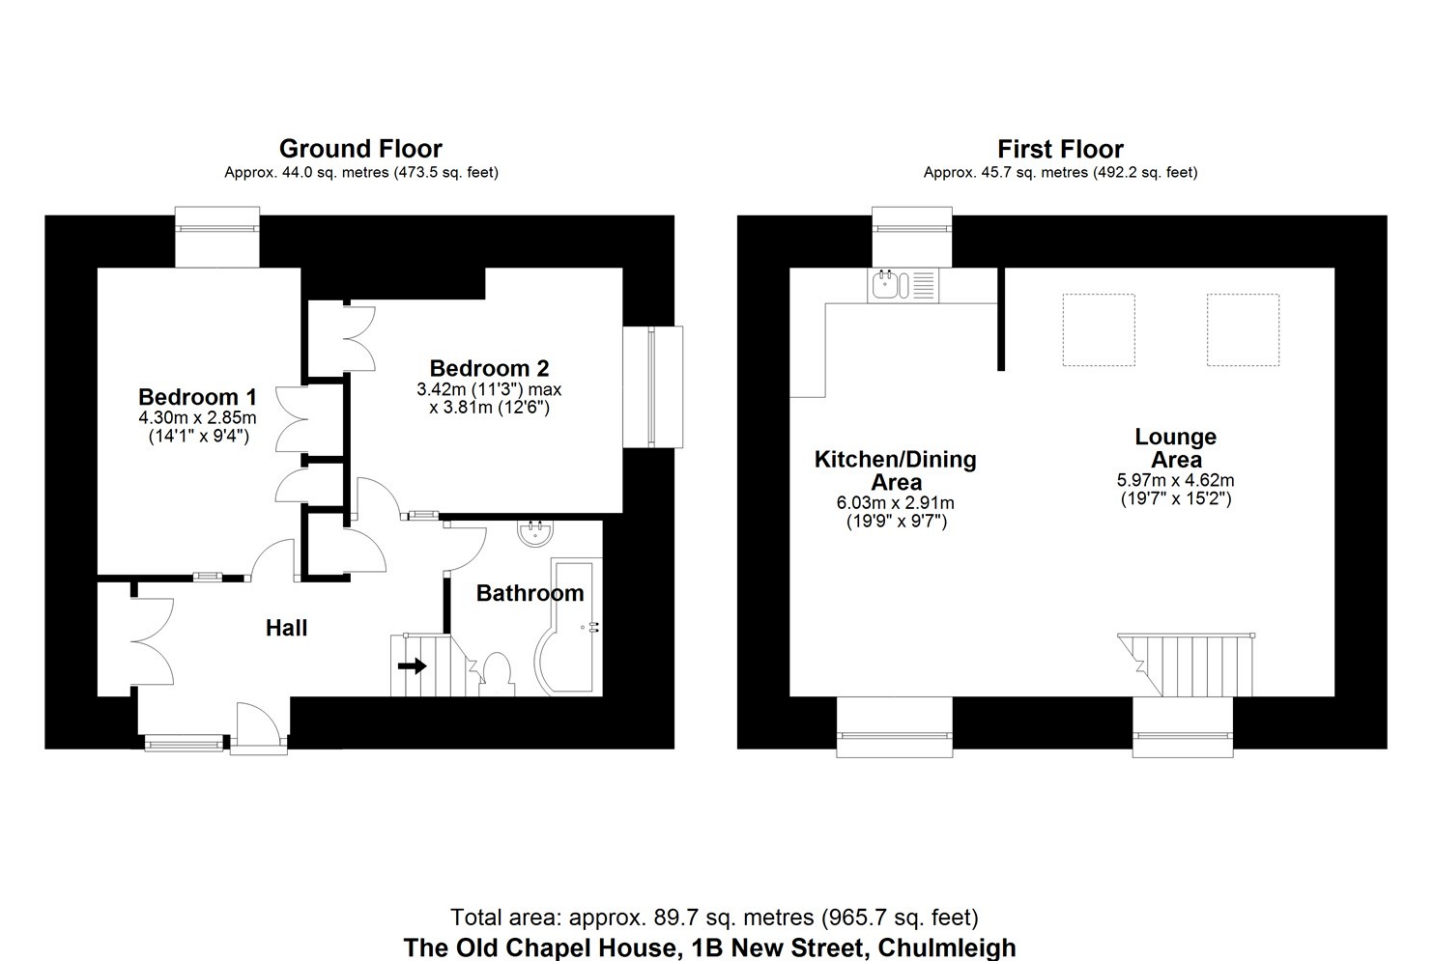 Ground Floor
Approx. 44.0 sq. metres (473.5 sq. feet)
First Floor
Approx. 45.7 sq. metres (492.2 sq. feet)
Bedroom 1
4.30m x 2.85m
(14'1" x 9'4")
Bedroom 2
3.42m (11'3") max
x 3.81m (12'6")
Bathroom
Hall
Kitchen/Dining
Area
6.03m x 2.91m
(19'9" x 9'7")
Lounge
Area
5.97m x 4.62m
(19'7" x 15'2")
Total area: approx. 89.7 sq. metres (965.7 sq. feet)
The Old Chapel House, 1B New Street, Chulmleigh